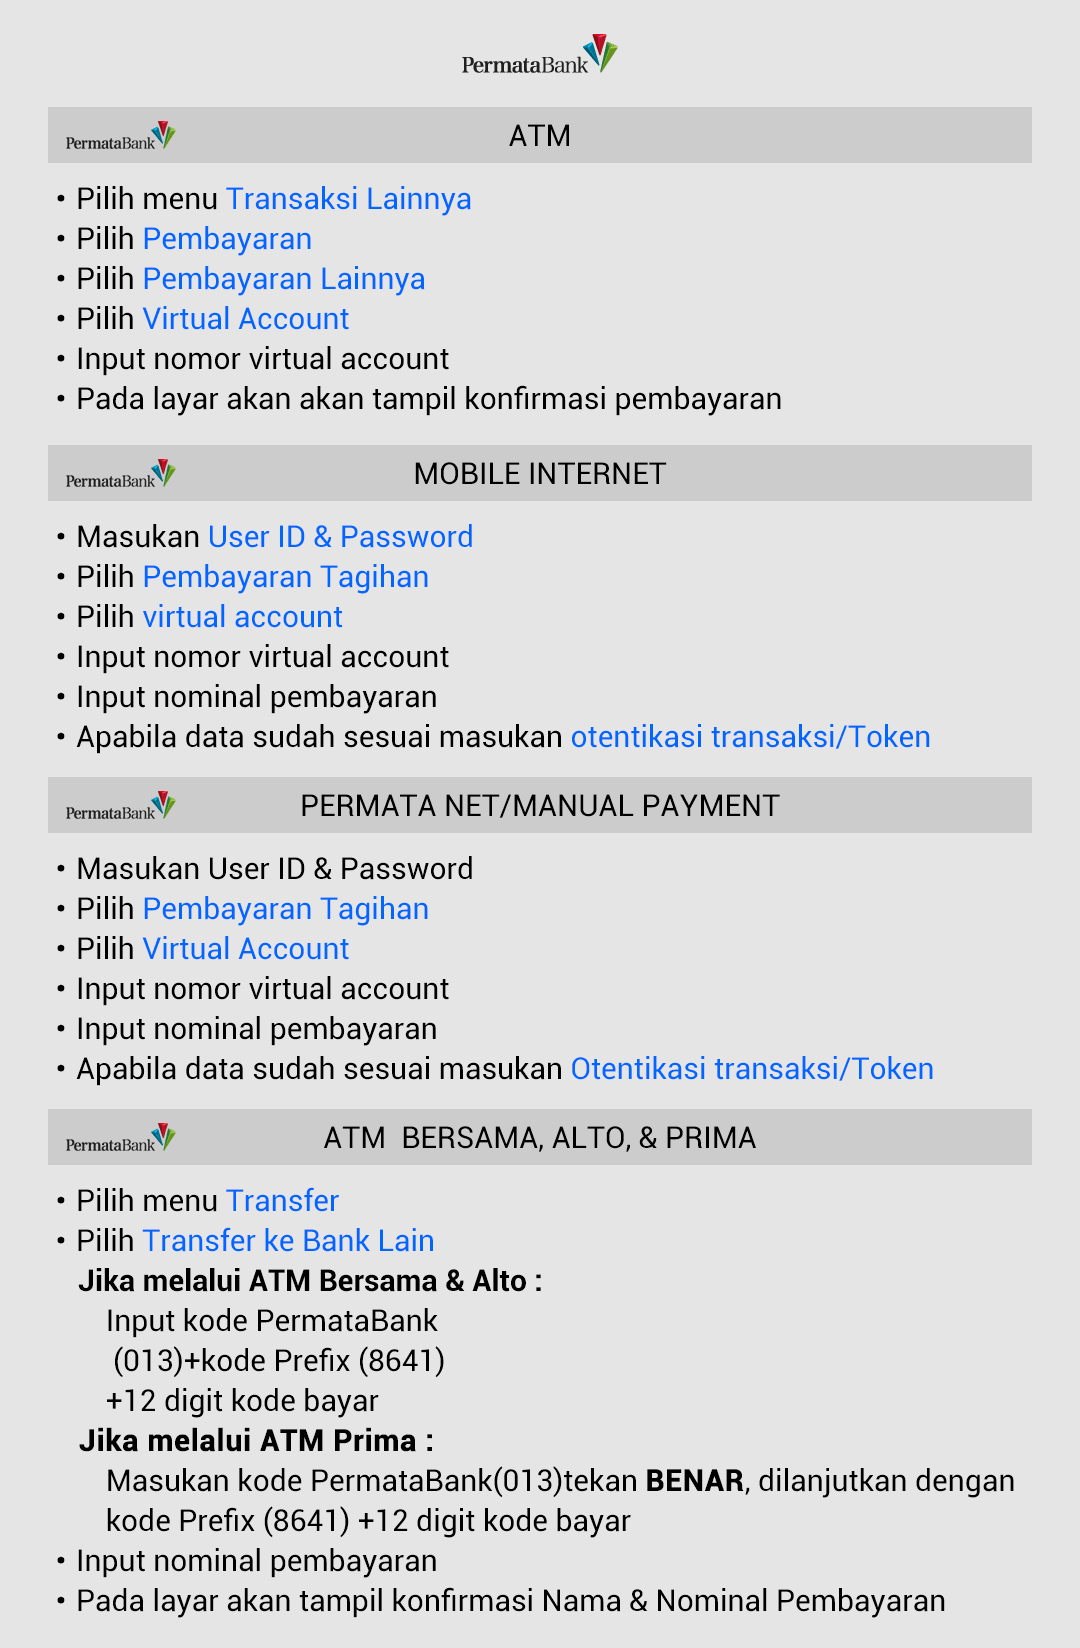 PermataBank
PermataBank ATM
• Pilih menu Transaksi Lainnya
• Pilih Pembayaran
• Pilih Pembayaran Lainnya
• Pilih Virtual Account
• Input nomor virtual account
• Pada layar akan akan tampil konfirmasi pembayaran
PermataBank MOBILE INTERNET
• Masukan User ID & Password
• Pilih Pembayaran Tagihan
• Pilih virtual account
• Input nomor virtual account
• Input nominal pembayaran
• Apabila data sudah sesuai masukan otentikasi transaksi/Token
PermataBank PERMATA NET/MANUAL PAYMENT
• Masukan User ID & Password
• Pilih Pembayaran Tagihan
• Pilih Virtual Account
• Input nomor virtual account
• Input nominal pembayaran
• Apabila data sudah sesuai masukan Otentikasi transaksi/Token
PermataBank ATM BERSAMA, ALTO, & PRIMA
• Pilih menu Transfer
• Pilih Transfer ke Bank Lain
Jika melalui ATM Bersama & Alto :
Input kode PermataBank
(013)+kode Prefix (8641)
+12 digit kode bayar
Jika melalui ATM Prima :
Masukan kode PermataBank(013)tekan BENAR, dilanjutkan dengan
kode Prefix (8641) +12 digit kode bayar
• Input nominal pembayaran
• Pada layar akan tampil konfirmasi Nama & Nominal Pembayaran